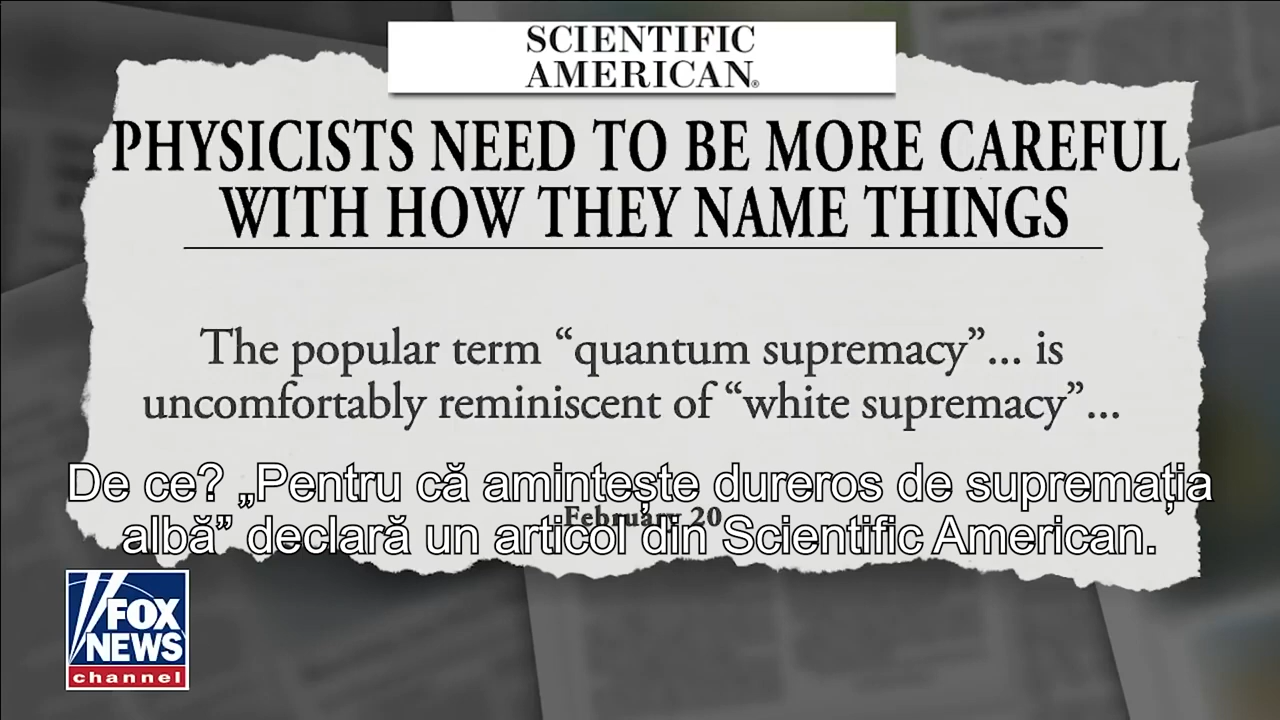 SCIENTIFIC
AMERICAN®
PHYSICISTS NEED TO BE MORE CAREFUL
WITH HOW THEY NAME THINGS
The popular term “quantum supremacy”... is
uncomfortably reminiscent of “white supremacy”...
February 20
De ce? „Pentru că amintește dureros de supremația
albă” declară un articol din Scientific American.
FOX
NEWS
channel